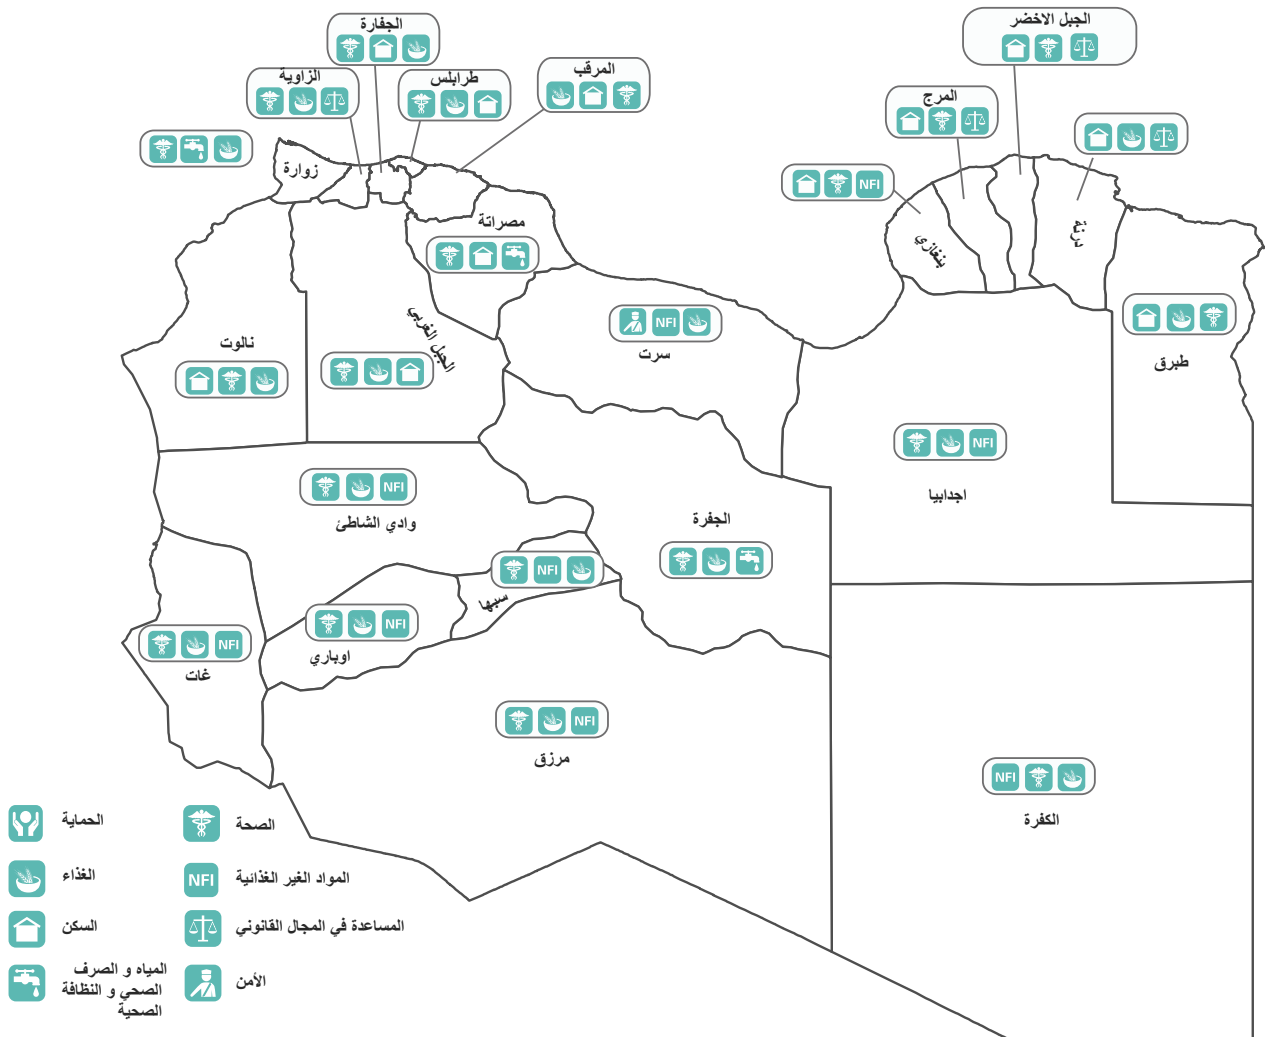 الجفارة
الجبل الاخضر
الزاوية
طرابلس
المرقب
المرج
زوارة
NFI
مصراتة
درنة
بنغازي
الجبل الغربي
NFI
سرت
نالوت
طبرق
NFI
اجدابيا
NFI
وادي الشاطئ
الجفرة
NFI
سبها
NFI
اوباري
NFI
غات
NFI
مرزق
NFI
الكفرة
الحماية
الصحة
الغذاء
NFI
المواد الغير الغذائية
السكن
المساعدة في المجال القانوني
المياه و الصرف
الصحي و النظافة
الصحية
الأمن